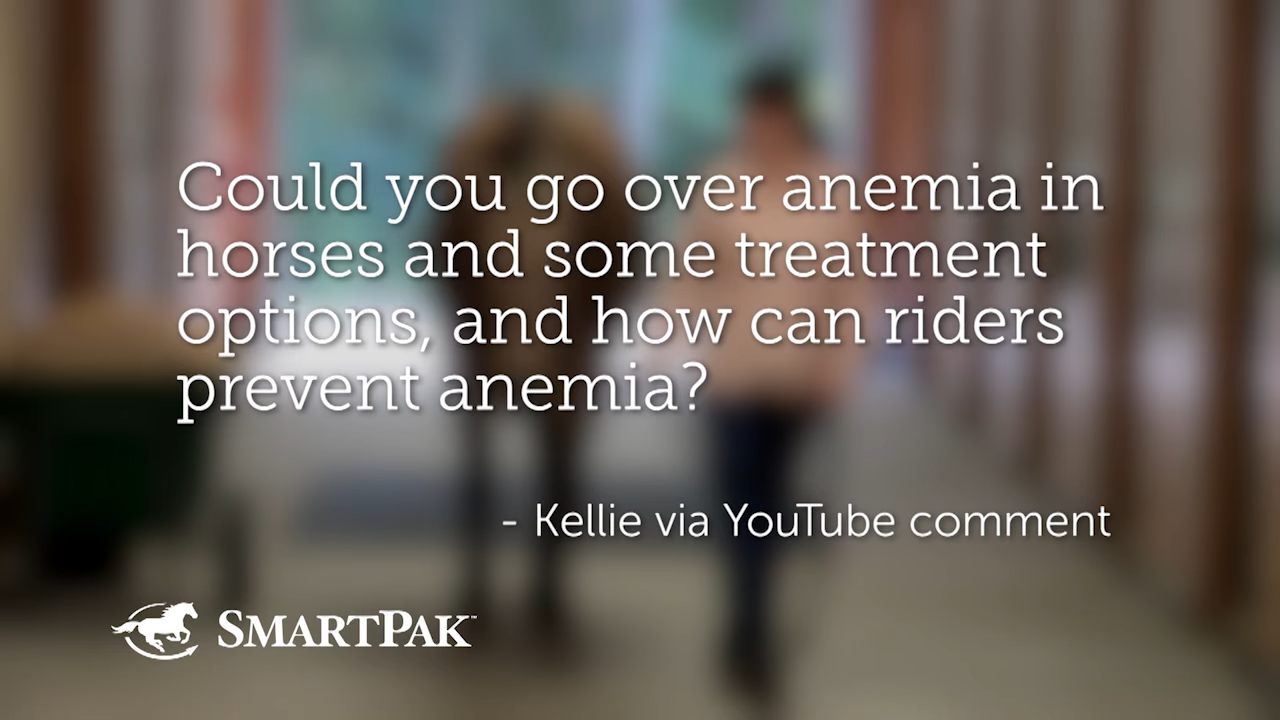 Could you go over anemia in
horses and some treatment
options, and how can riders
prevent anemia?
- Kellie via YouTube comment
SMARTPAK™